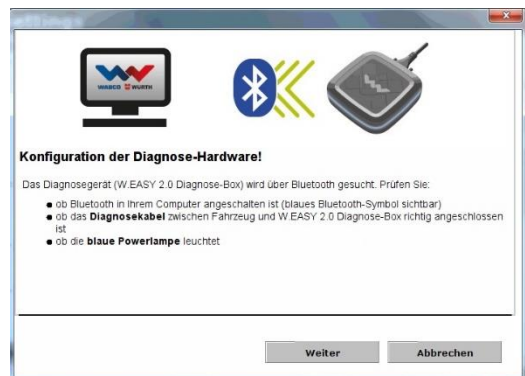 ettings
WABCO WÜRTH
Konfiguration der Diagnose-Hardware!
Das Diagnosegerät (W.EASY 2.0 Diagnose-Box) wird über Bluetooth gesucht. Prüfen Sie:
● ob Bluetooth in Ihrem Computer angeschalten ist (blaues Bluetooth-Symbol sichtbar)
● ob das Diagnosekabel zwischen Fahrzeug und W.EASY 2.0 Diagnose-Box richtig angeschlossen
ist
● ob die blaue Powerlampe leuchtet
Weiter Abbrechen